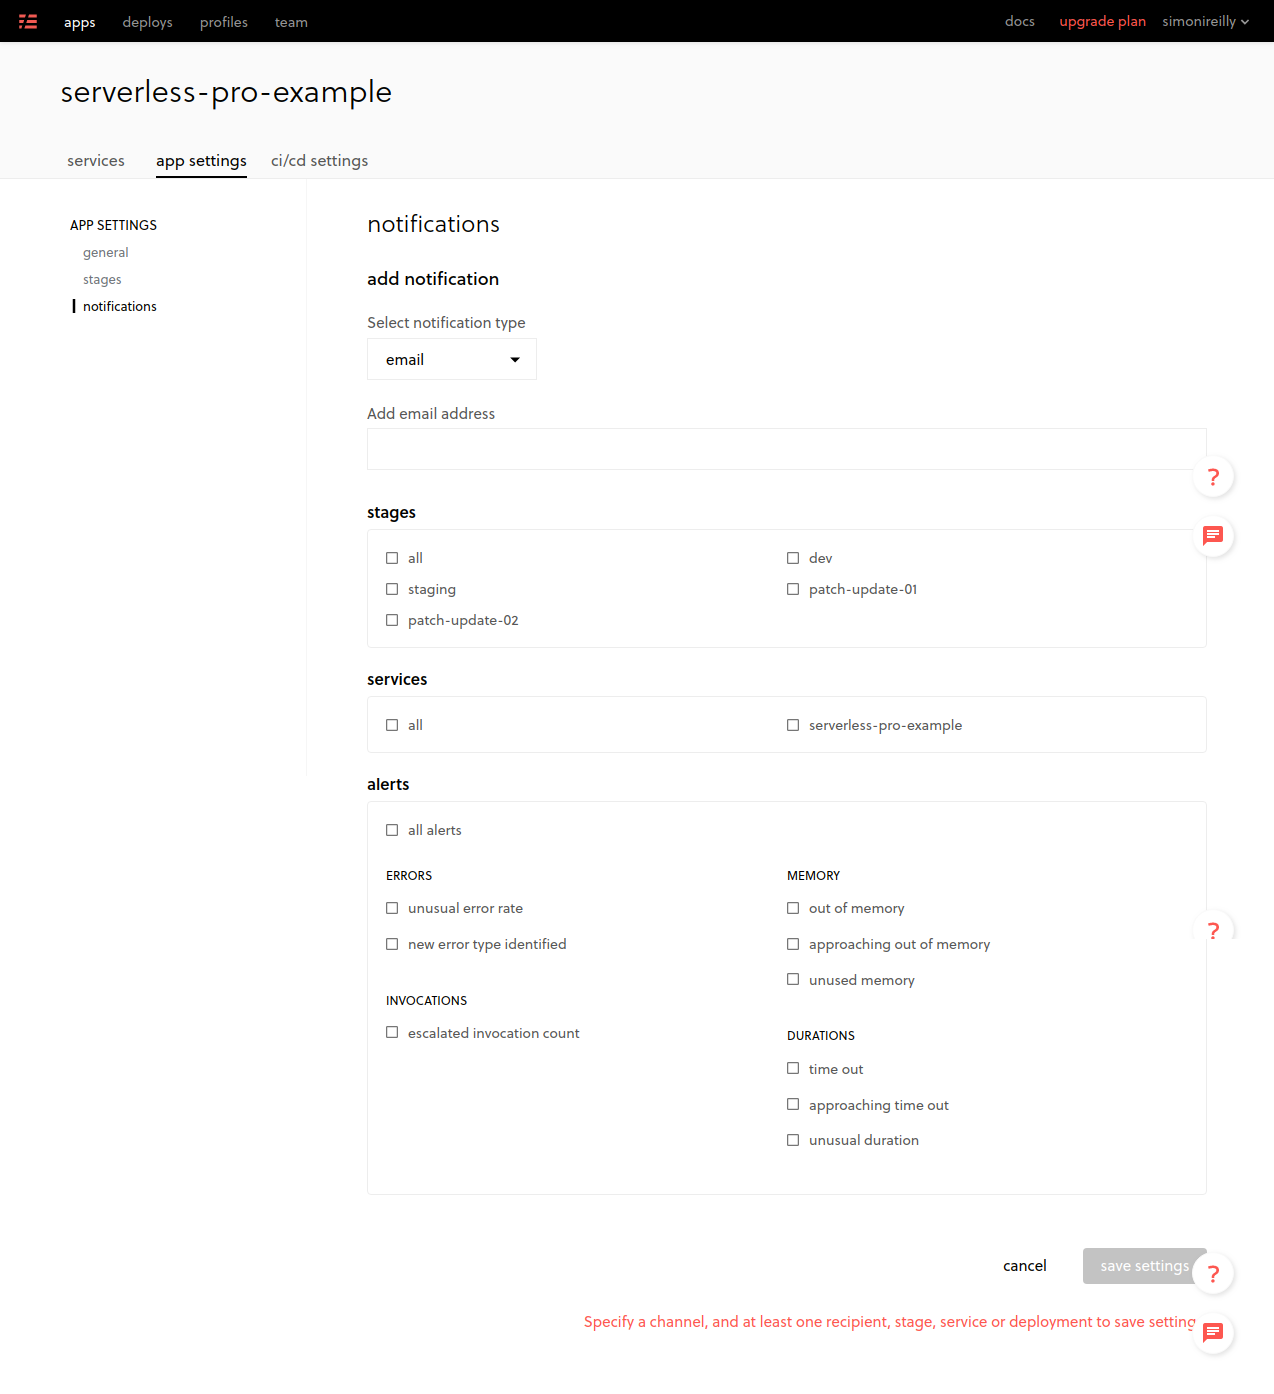 apps deploys profiles team docs upgrade plan simonireilly
serverless-pro-example
services app settings ci/cd settings
APP SETTINGS
general
stages
notifications
notifications
add notification
Select notification type
email
Add email address
?
stages
all dev
staging patch-update-01
patch-update-02
services
all serverless-pro-example
alerts
all alerts
ERRORS
unusual error rate
new error type identified
INVOCATIONS
escalated invocation count
MEMORY
out of memory
approaching out of memory
unused memory
DURATIONS
time out
approaching time out
unusual duration
?
cancel save settings ?
Specify a channel, and at least one recipient, stage, service or deployment to save setting